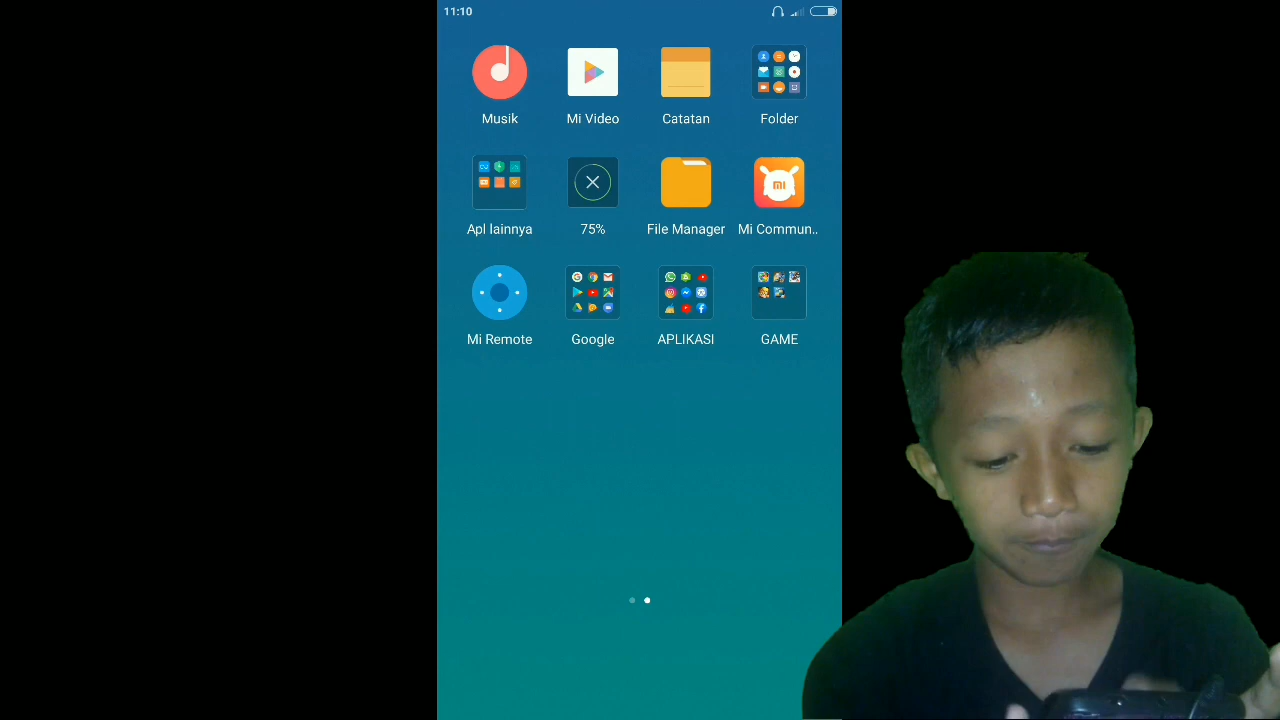 11:10
Musik
Mi Video
Catatan
Folder
Apl lainnya
75%
File Manager
Mi Commun..
Mi Remote
Google
APLIKASI
GAME